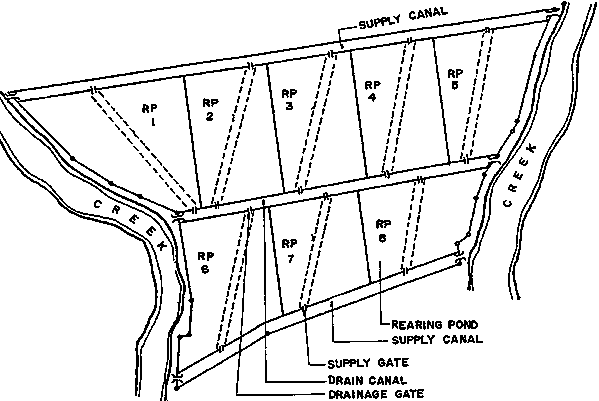 SUPPLY CANAL
RP
1
RP
2
RP
3
RP
4
RP
5
CREEK
CREEK
RP
6
RP
7
8
REARING POND
SUPPLY CANAL
SUPPLY GATE
DRAIN CANAL
DRAINAGE GATE